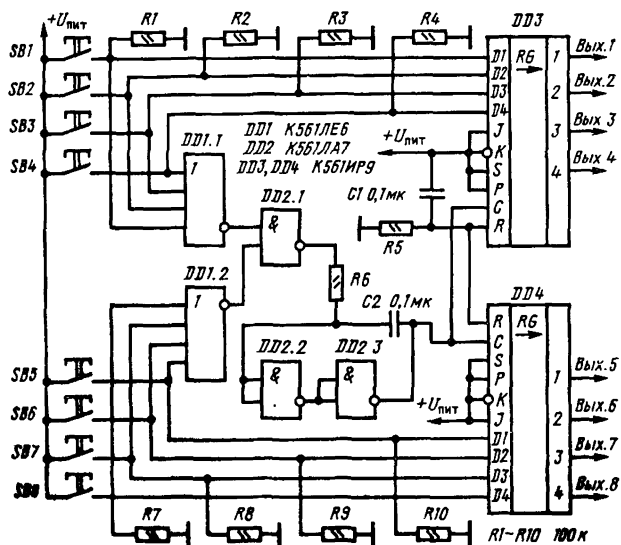 +Uпит
R1
R2
R3
R4
DD3
SB1
SB2
SB3
SB4
D1
D2
D3
D4
J
K
S
P
C
R
RG
1
2
3
4
Вых.1
Вых.2
Вых 3
Вых 4
DD1 К561ЛЕ6
DD2 К561ЛА7
DD3, DD4 К561ИР9
+Uпит
DD1.1
1
DD2.1
&
C1 0,1мк
R5
DD1.2
1
R6
C2 0,1мк
DD4
DD2.2
&
DD2.3
&
SB5
SB6
SB7
SB8
+Uпит
R
C
S
P
K
J
D1
D2
D3
D4
RG
1
2
3
4
Вых.5
Вых.6
Вых.7
Вых.8
R7
R8
R9
R10
R1-R10 100к